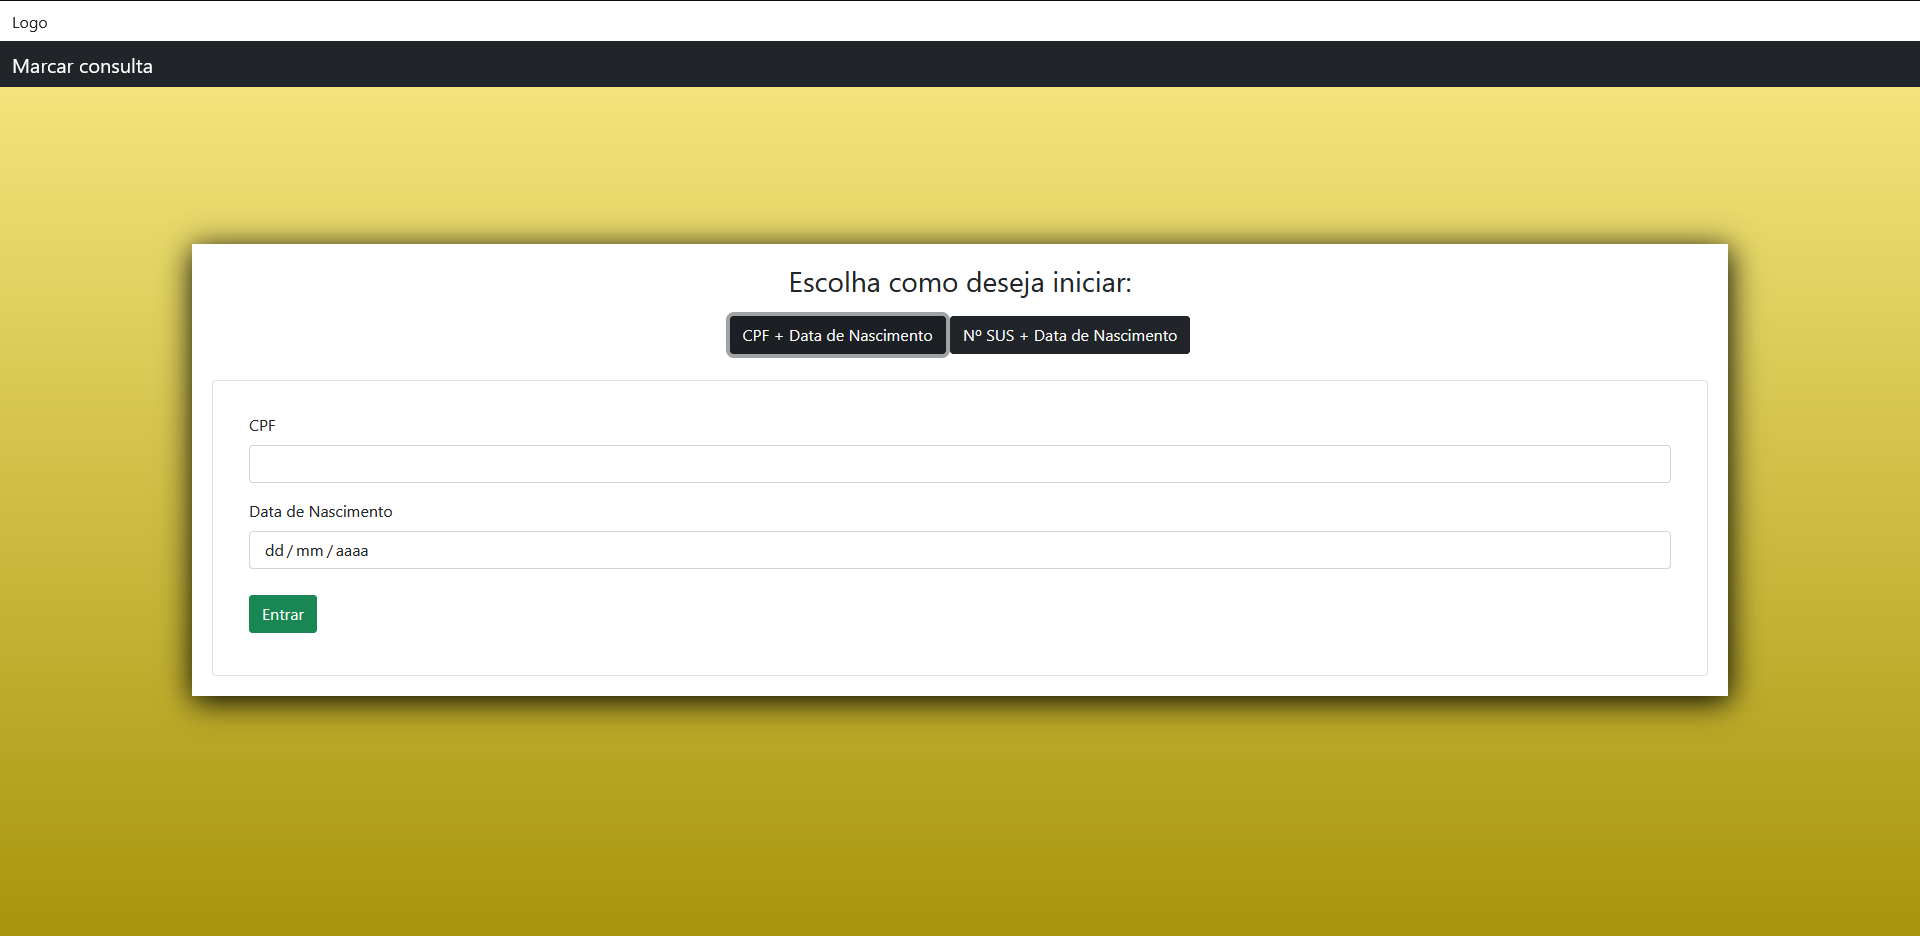 Logo
Marcar consulta
Escolha como deseja iniciar:
CPF + Data de Nascimento
Nº SUS + Data de Nascimento
CPF
Data de Nascimento
dd/mm/aaaa
Entrar